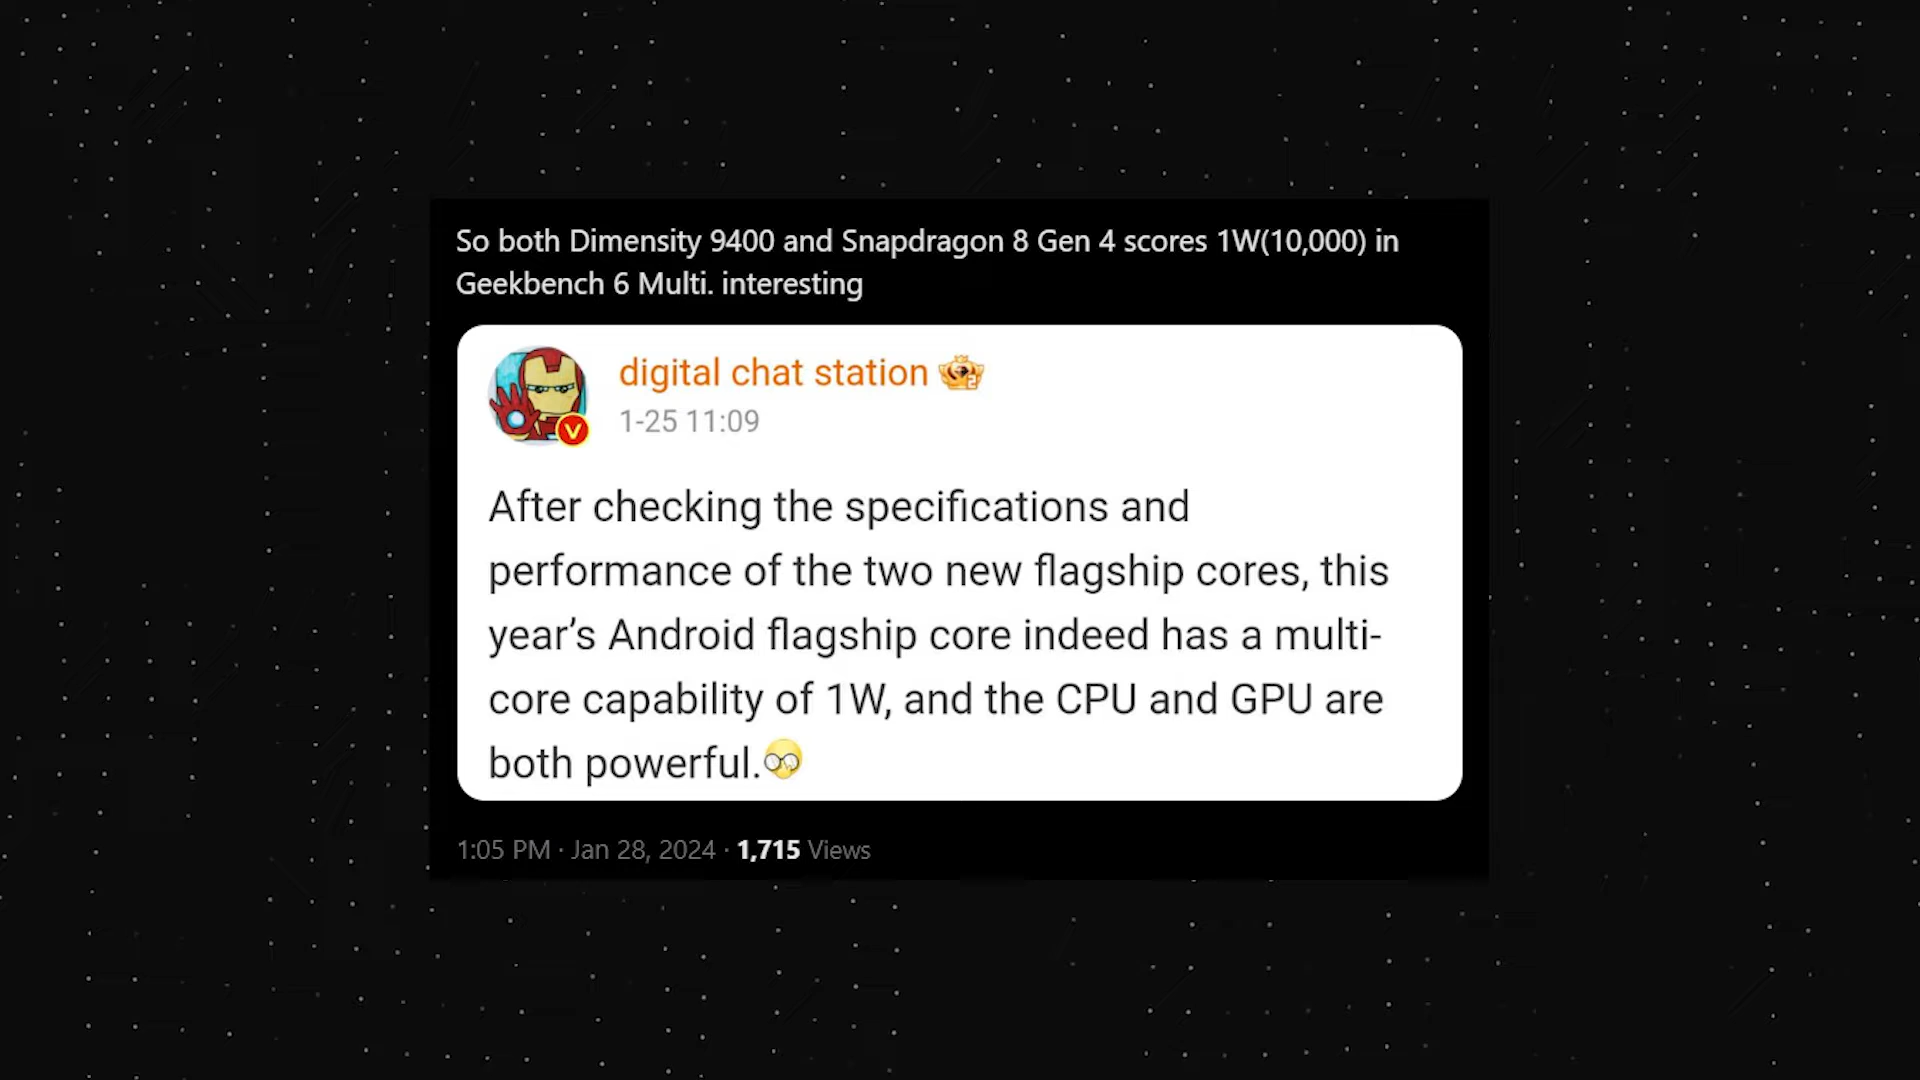 So both Dimensity 9400 and Snapdragon 8 Gen 4 scores 1W(10,000) in
Geekbench 6 Multi. interesting
digital chat station
1-25 11:09
After checking the specifications and
performance of the two new flagship cores, this
year’s Android flagship core indeed has a multi-
core capability of 1W, and the CPU and GPU are
both powerful.
1:05 PM · Jan 28, 2024 · 1,715 Views